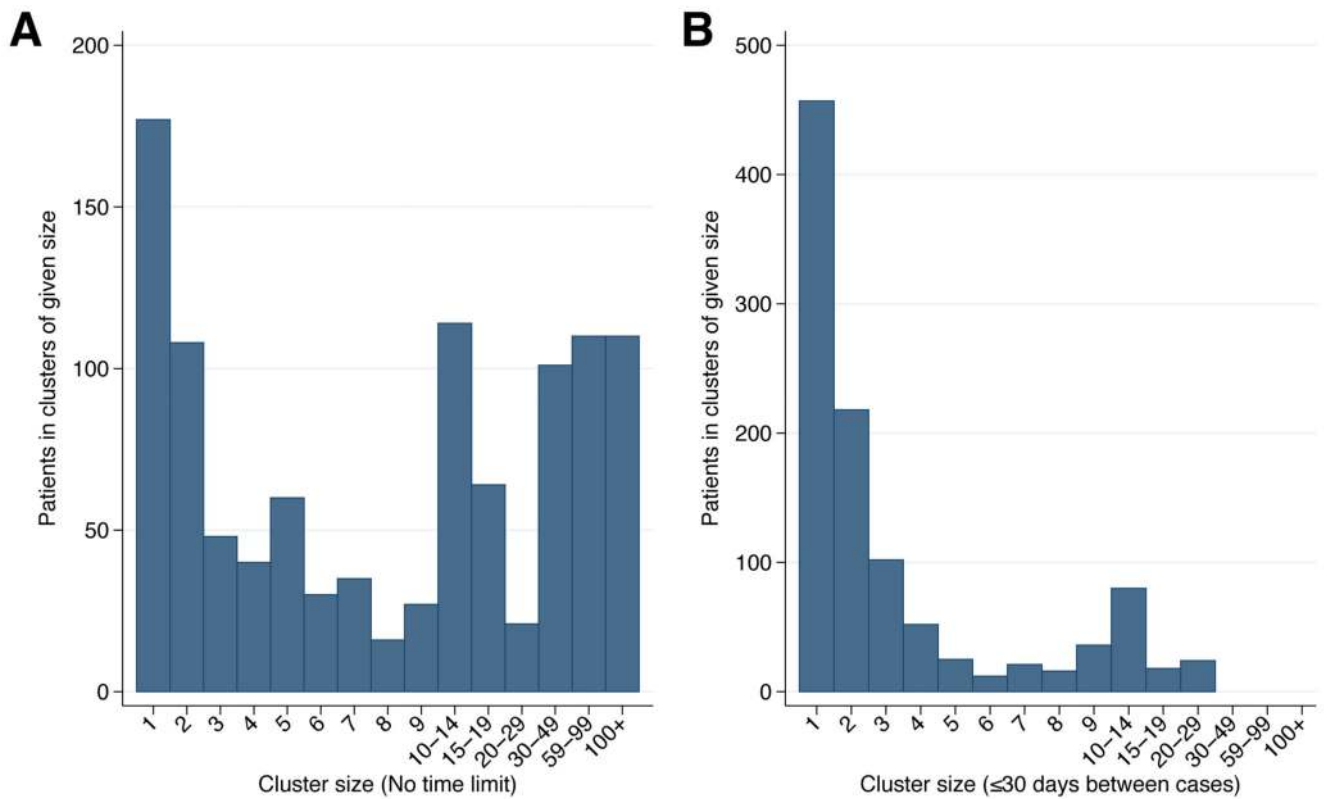 A
200
150
100
50
0
Patients in clusters of given size
1 2 3 4 5 6 7 8 9 10–14 15–19 20–29 30–49 59–99 100+
Cluster size (No time limit)
B
500
400
300
200
100
0
Patients in clusters of given size
1 2 3 4 5 6 7 8 9 10–14 15–19 20–29 30–49 59–99 100+
Cluster size (≤30 days between cases)